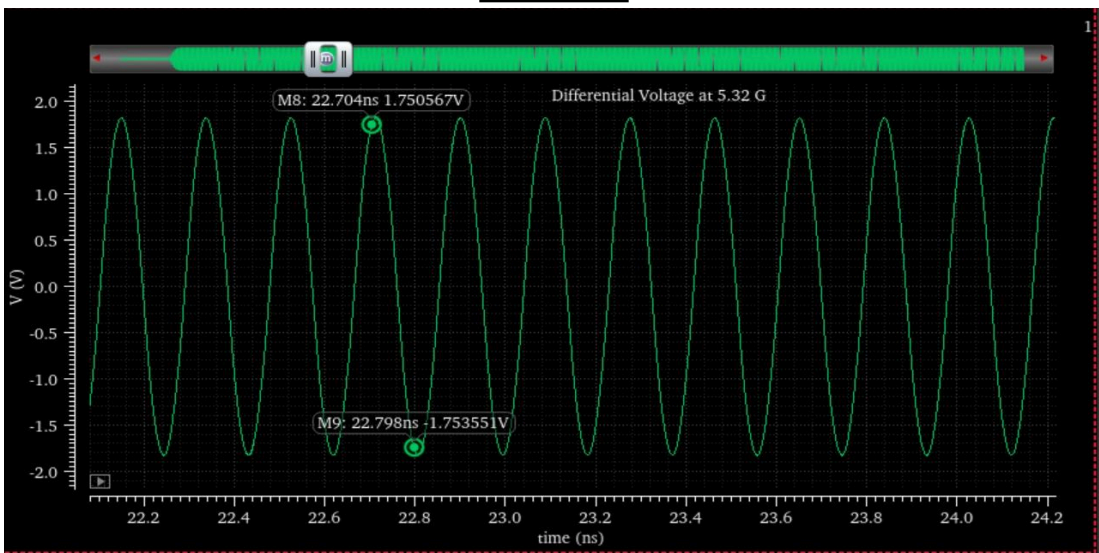 1
m
Differential Voltage at 5.32 G
M8: 22.704ns 1.750567V
2.0
1.5
1.0
0.5
0.0
-0.5
-1.0
-1.5
-2.0
V (V)
M9: 22.798ns -1.753551V
22.2 22.4 22.6 22.8 23.0 23.2 23.4 23.6 23.8 24.0 24.2
time (ns)